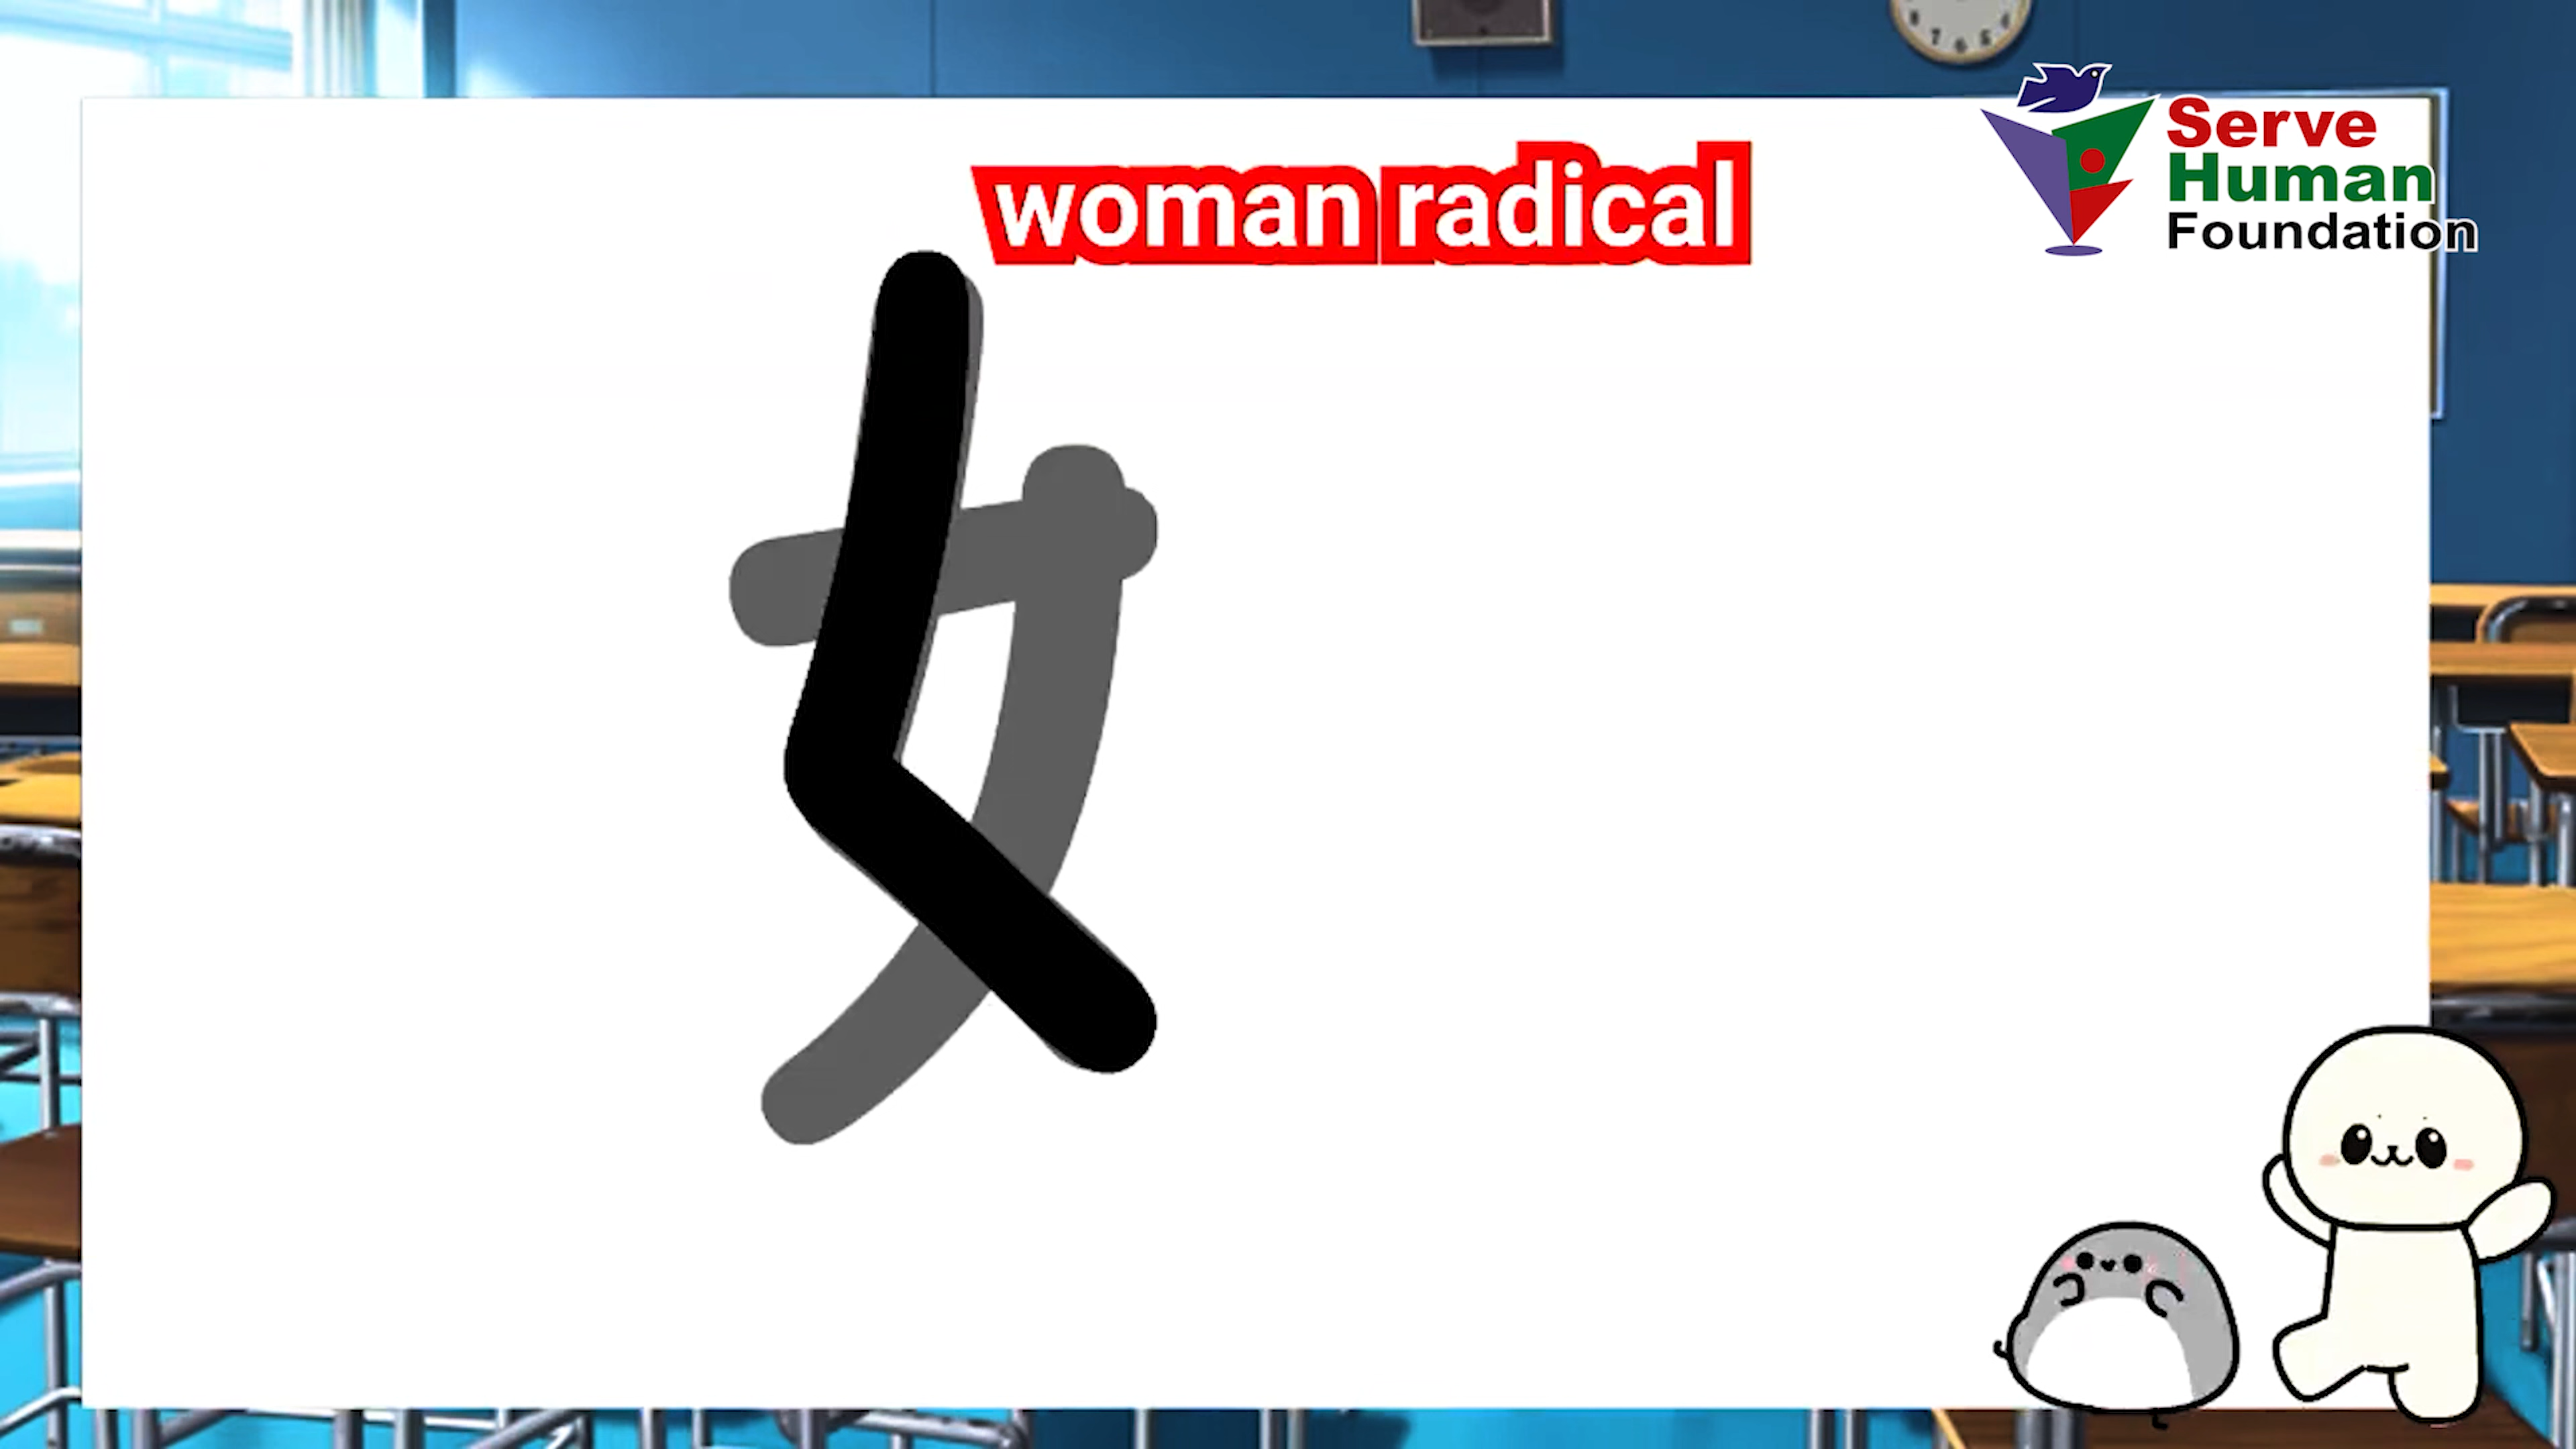 woman radical
Serve
Human
Foundation
女